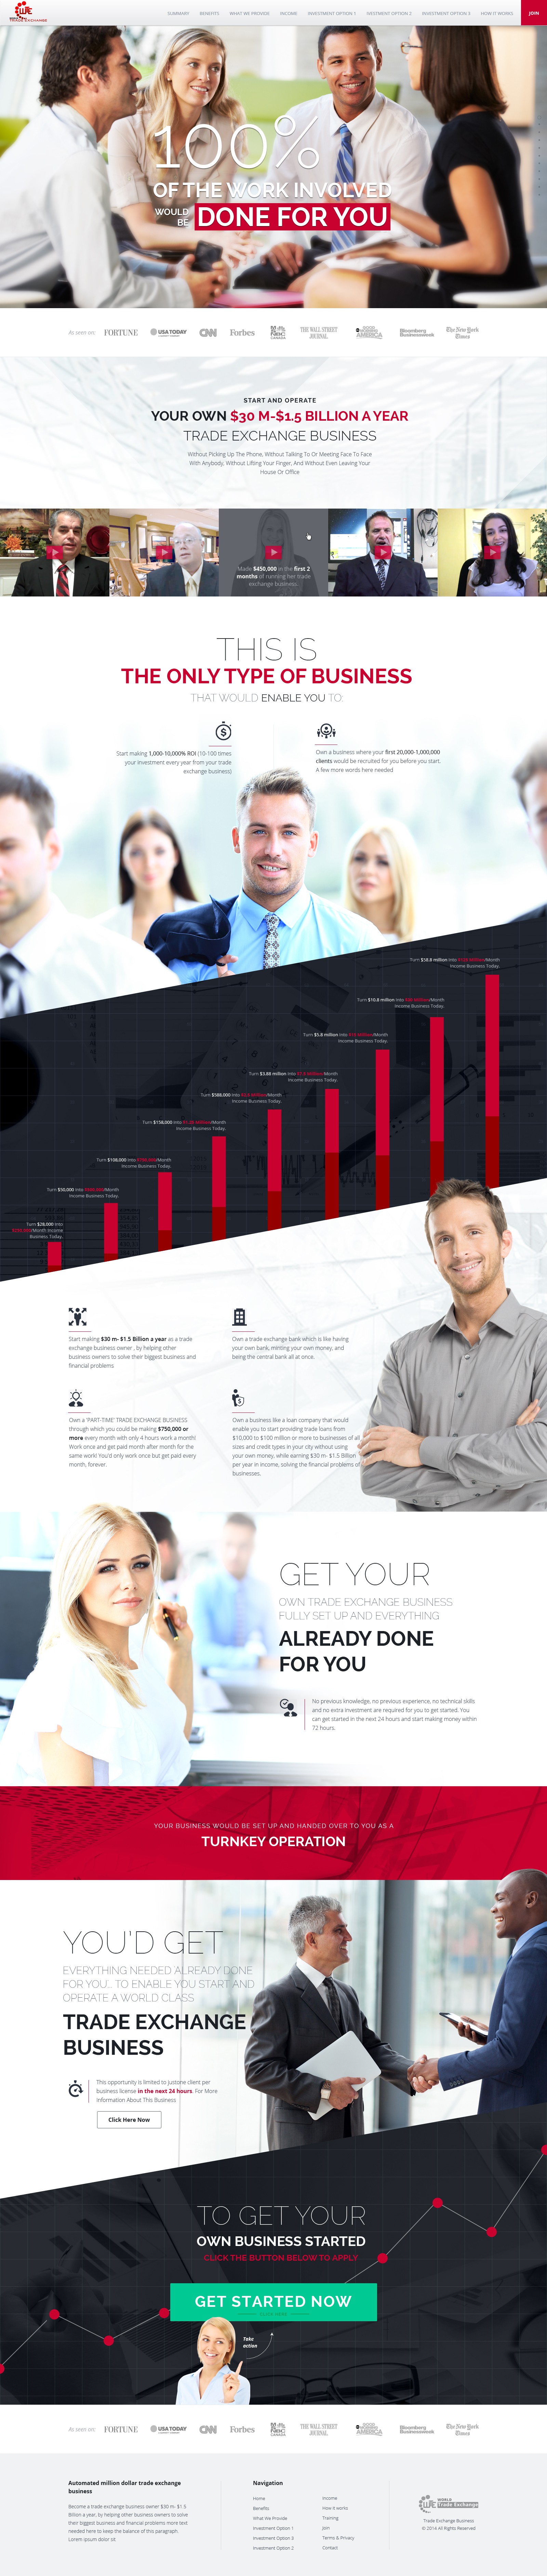 TRADE EXCHANGE
SUMMARY
BENEFITS
WHAT WE PROVIDE
INCOME
INVESTMENT OPTION 1
INESTMENT OPTION 2
INVESTMENT OPTION 3
HOW IT WORKS
JOIN
100%
OF THE WORK INVOLVED
WOULD
BE
DONE FOR YOU
As seen on:
FORTUNE
USA TODAY
CNN
Forbes
NBC
CANADA
THE WALL STREET
JOURNAL
GOOD
MORNING
AMERICA
Bloomberg
Businessweek
The New York
Times
START AND OPERATE
YOUR OWN $30 M-$1.5 BILLION A YEAR
TRADE EXCHANGE BUSINESS
Without Picking Up The Phone, Without Talking To Or Meeting Face To Face
With Anybody, Without Lifting Your Finger, And Without Even Leaving Your
House Or Office
Made $450,000 in the first 2
months of running her trade
exchange business.
THIS IS
THE ONLY TYPE OF BUSINESS
THAT WOULD ENABLE YOU TO:
Start making 1,000-10,000% ROI (10-100 times
your investment every year from your trade
exchange business)
Own a business where your first 20,000-1,000,000
clients would be recruited for you before you start.
A few more words here needed
Turn $58.8 million into /Month
Income Business Today.
Turn $10.8 million into /Month
Income Business Today.
Turn $5.8 million into /Month
Income Business Today.
Turn $3.88 million into /Month
Income Business Today.
Turn $588,000 into /Month
Income Business Today.
Turn $158,000 into /Month
Income Business Today.
Turn $108,000 into /Month
Income Business Today.
Turn $50,000 into /Month
Income Business Today.
Turn $28,000 into
/Month Income
Business Today.
Start making $30 m- $1.5 Billion a year as a trade
exchange business owner , by helping other
business owners to solve their biggest business and
financial problems
Own a trade exchange bank which is like having
your own bank, minting your own money, and
being the central bank all at once.
Own a 'PART-TIME' TRADE EXCHANGE BUSINESS
through which you could be making $750,000 or
more every month with only 4 hours work a month!
Work once and get paid month after month for the
same work! You'd only work once but get paid every
month, forever.
Own a business like a loan company that would
enable you to start providing trade loans from
$10,000 to $100 million or more to businesses of all
sizes and credit types in your city without using
your own money, while earning $30 m- $1.5 Billion
per year in income, solving the financial problems of
businesses.
GET YOUR
OWN TRADE EXCHANGE BUSINESS
FULLY SET UP AND EVERYTHING
ALREADY DONE
FOR YOU
No previous knowledge, no previous experience, no technical skills
and no extra investment are required for you to get started. You
can get started in the next 24 hours and start making money within
72 hours.
YOUR BUSINESS WOULD BE SET UP AND HANDED OVER TO YOU AS A
TURNKEY OPERATION
YOU'D GET
EVERYTHING NEEDED ALREADY DONE
FOR YOU... TO ENABLE YOU START AND
OPERATE A WORLD CLASS
TRADE EXCHANGE
BUSINESS
This opportunity is limited to justone client per
business license in the next 24 hours. For More
information About This Business
Click Here Now
TO GET YOUR
OWN BUSINESS STARTED
CLICK THE BUTTON BELOW TO APPLY
GET STARTED NOW
Take
action
As seen on:
FORTUNE
USA TODAY
CNN
Forbes
NBC
CANADA
THE WALL STREET
JOURNAL
GOOD
MORNING
AMERICA
Bloomberg
Businessweek
The New York
Times
Automated million dollar trade exchange
business
Become a trade exchange business owner $30 m- $1.5
Billion a year, by helping other business owners to solve
their biggest business and financial problems more text
needed here to keep the balance of this paragraph
Lorem ipsum dolor sit
Navigation
Home
Benefits
What We Provide
Investment Option 1
Investment Option 3
Investment Option 2
Income
How it works
Training
Join
Terms & Privacy
Contact
WORLD
Trade Exchange
Trade Exchange Business
© 2014 All Rights Reserved